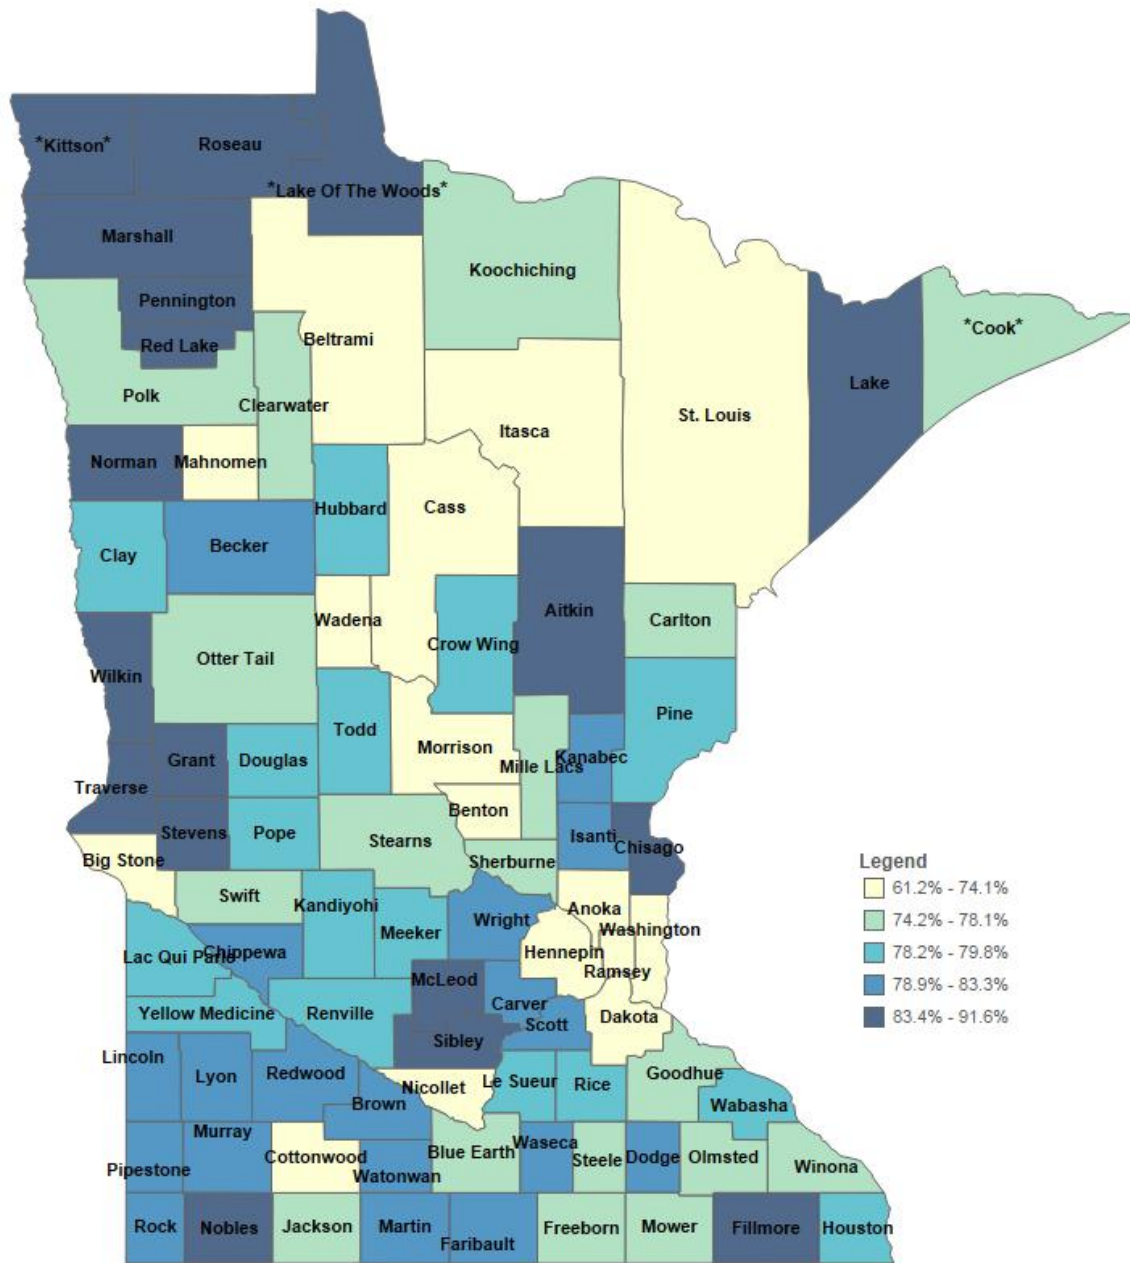 *Kittson*
Roseau
*Lake Of The Woods*
Marshall
Koochiching
Pennington
*Cook*
Beltrami
Red Lake
Lake
Polk
Clearwater
St. Louis
Itasca
Norman
Mahnomen
Cass
Hubbard
Clay
Becker
Aitkin
Wadena
Carlton
Crow Wing
Otter Tail
Wilkin
Pine
Todd
Morrison
Grant
Douglas
Kanabec
Mille Lacs
Traverse
Benton
Stevens
Pope
Isanti
Stearns
Chisago
Big Stone
Sherburne
Legend
61.2% - 74.1%
74.2% - 78.1%
78.2% - 79.8%
78.9% - 83.3%
83.4% - 91.6%
Swift
Kandiyohi
Anoka
Wright
Washington
Meeker
Chippewa
Hennepin
Lac Qui Parle
Ramsey
McLeod
Carver
Yellow Medicine
Renville
Dakota
Scott
Sibley
Lincoln
Redwood
Goodhue
Lyon
Le Sueur
Rice
Nicollet
Brown
Wabasha
Murray
Waseca
Blue Earth
Cottonwood
Steele
Dodge
Olmsted
Winona
Pipestone
Watonwan
Rock
Nobles
Jackson
Martin
Freeborn
Mower
Fillmore
Houston
Faribault